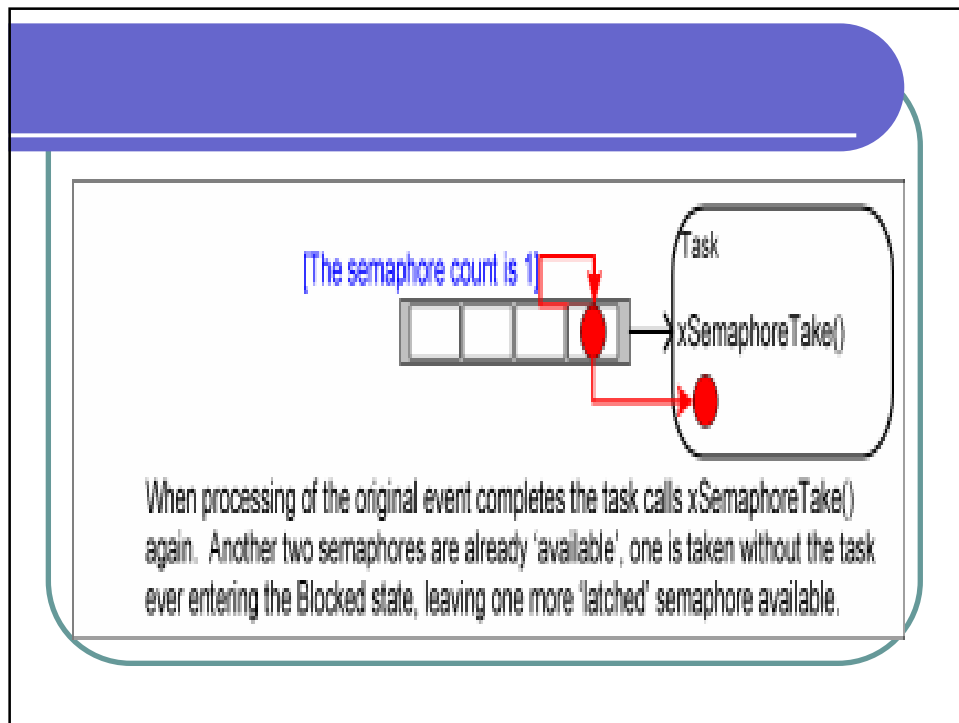 Task
[The semaphore count is 1]
xSemaphoreTake()
When processing of the original event completes the task calls xSemaphoreTake()
again. Another two semaphores are already 'available', one is taken without the task
ever entering the Blocked state, leaving one more 'latched' semaphore available.